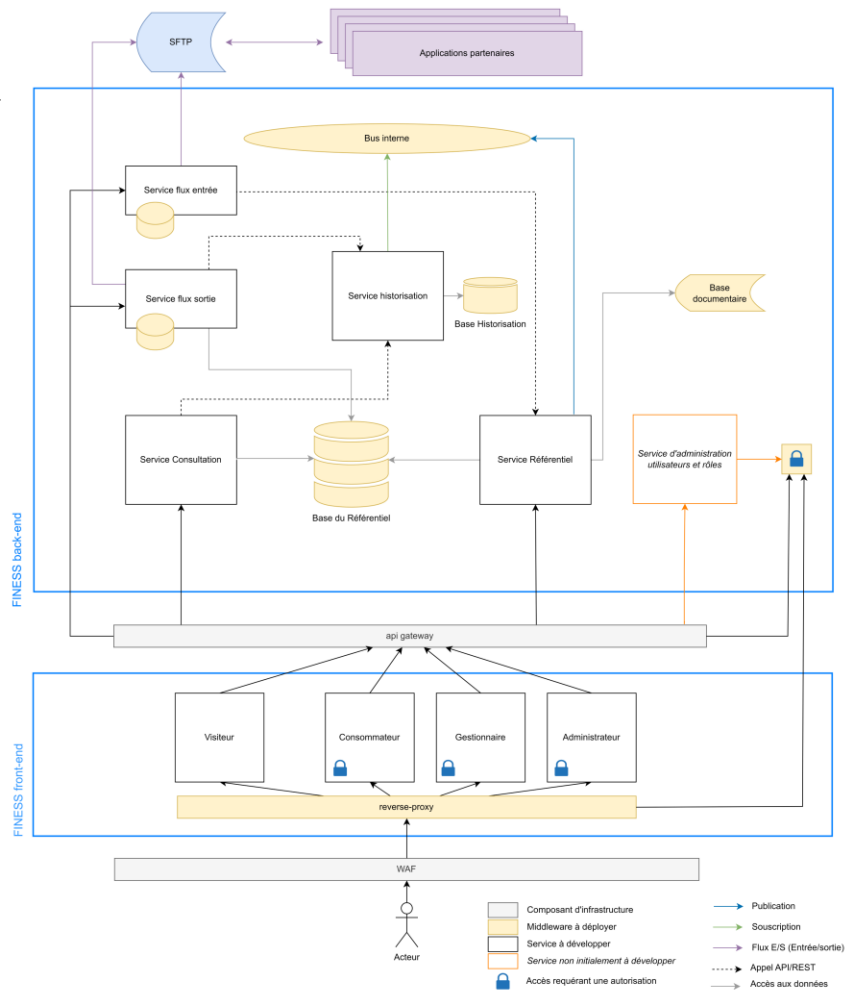 SFTP
Applications partenaires
Bus interne
Service flux entrée
Service flux sortie
Service historisation
Base Historisation
Base
documentaire
Service Consultation
Base du Référentiel
Service Référentiel
Service d'administration
utilisateurs et rôles
FINESS back-end
api gateway
FINESS front-end
Visiteur
Consommateur
Gestionnaire
Administrateur
reverse-proxy
WAF
Acteur
Composant d'infrastructure
Middleware à déployer
Service à développer
Service non initialement à développer
Accès requérant une autorisation
Publication
Souscription
Flux E/S (Entrée/sortie)
Appel API/REST
Accès aux données